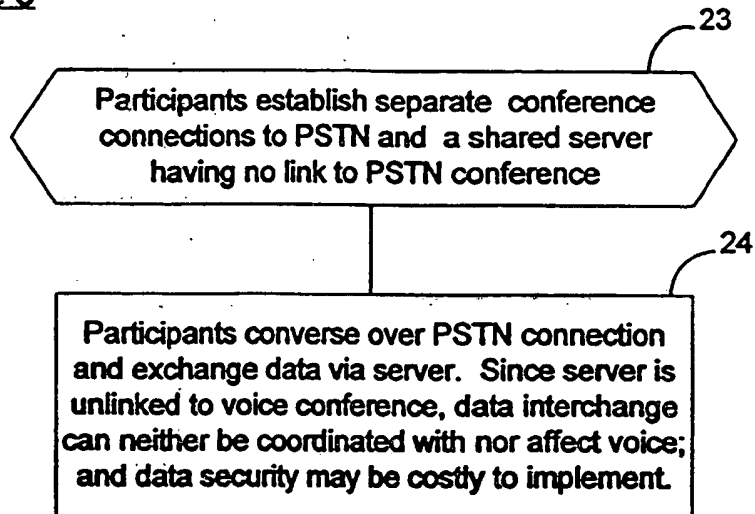 23
Participants establish separate conference
connections to PSTN and a shared server
having no link to PSTN conference
24
Participants converse over PSTN connection
and exchange data via server. Since server is
unlinked to voice conference, data interchange
can neither be coordinated with nor affect voice;
and data security may be costly to implement.